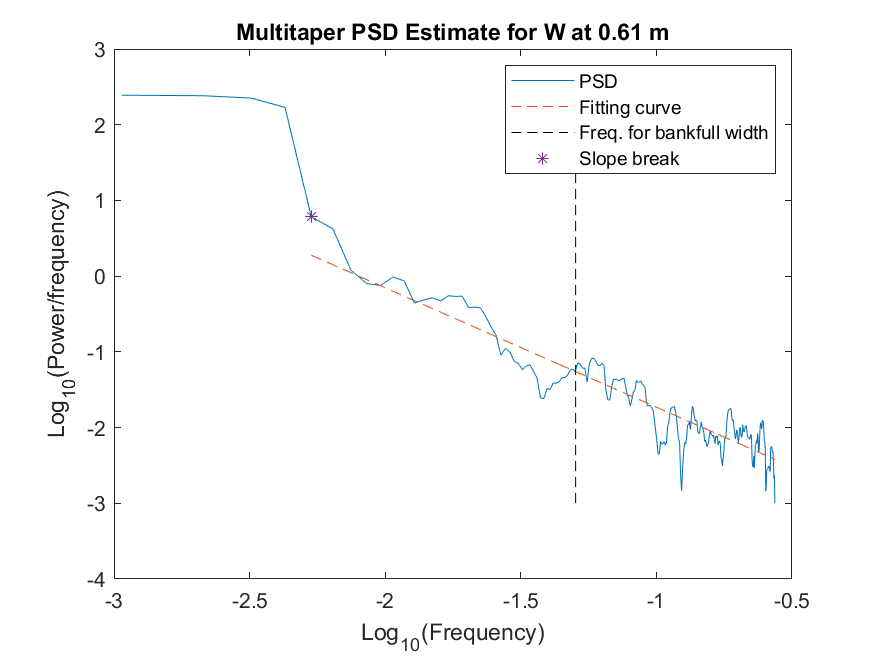 Multitaper PSD Estimate for W at 0.61 m
3
2
1
0
-1
-2
-3
-4
Log10(Power/frequency)
PSD
Fitting curve
Freq. for bankfull width
Slope break
-3
-2.5
-2
-1.5
-1
-0.5
Log10(Frequency)